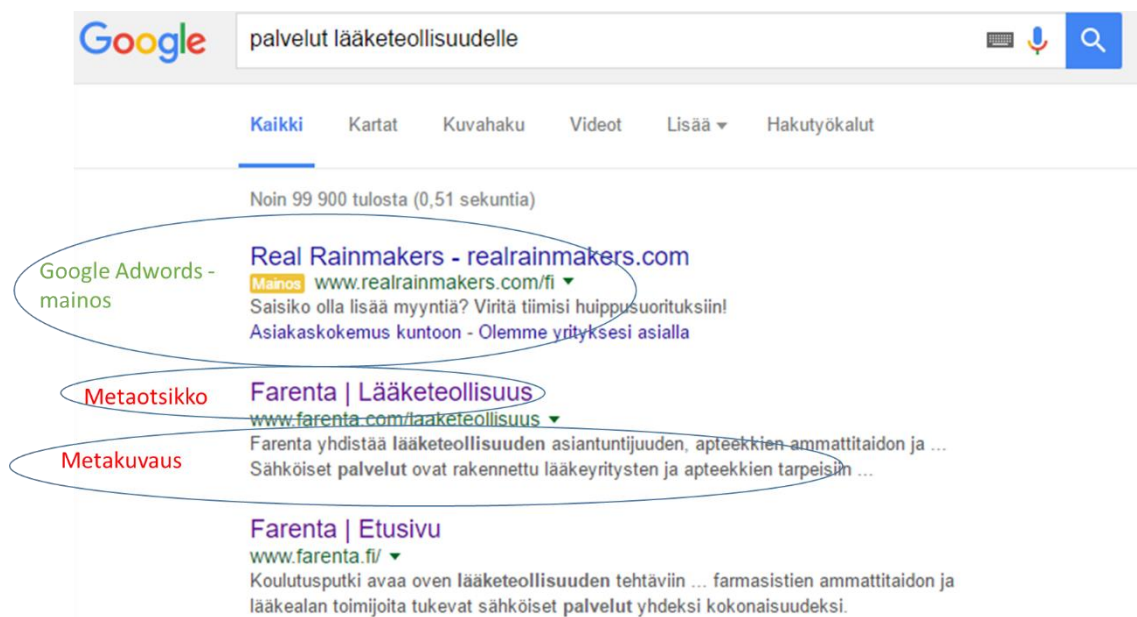 Google palvelut lääketeollisuudelle
Kaikki Kartat Kuvahaku Videot Lisää Hakutyökalut
Noin 99 900 tulosta (0,51 sekuntia)
Google Adwords -
mainos
Real Rainmakers - realrainmakers.com
Mainos www.realrainmakers.com/fi
Saisiko olla lisää myyntiä? Viritä tiimisi huippusuorituksiin!
Asiakaskokemus kuntoon - Olemme yrityksesi asialla
Metaotsikko
Farenta | Lääketeollisuus
www.farenta.com/laaketeollisuus
Metakuvaus
Farenta yhdistää lääketeollisuuden asiantuntijuuden, apteekkien ammattitaidon ja ...
Sähköiset palvelut ovat rakennettu lääkeyritysten ja apteekkien tarpeisiin ...
Farenta | Etusivu
www.farenta.fi/
Koulutusputki avaa oven lääketeollisuuden tehtäviin ... farmasistien ammattitaidon ja
lääkealan toimijoita tukevat sähköiset palvelut yhdeksi kokonaisuudeksi.